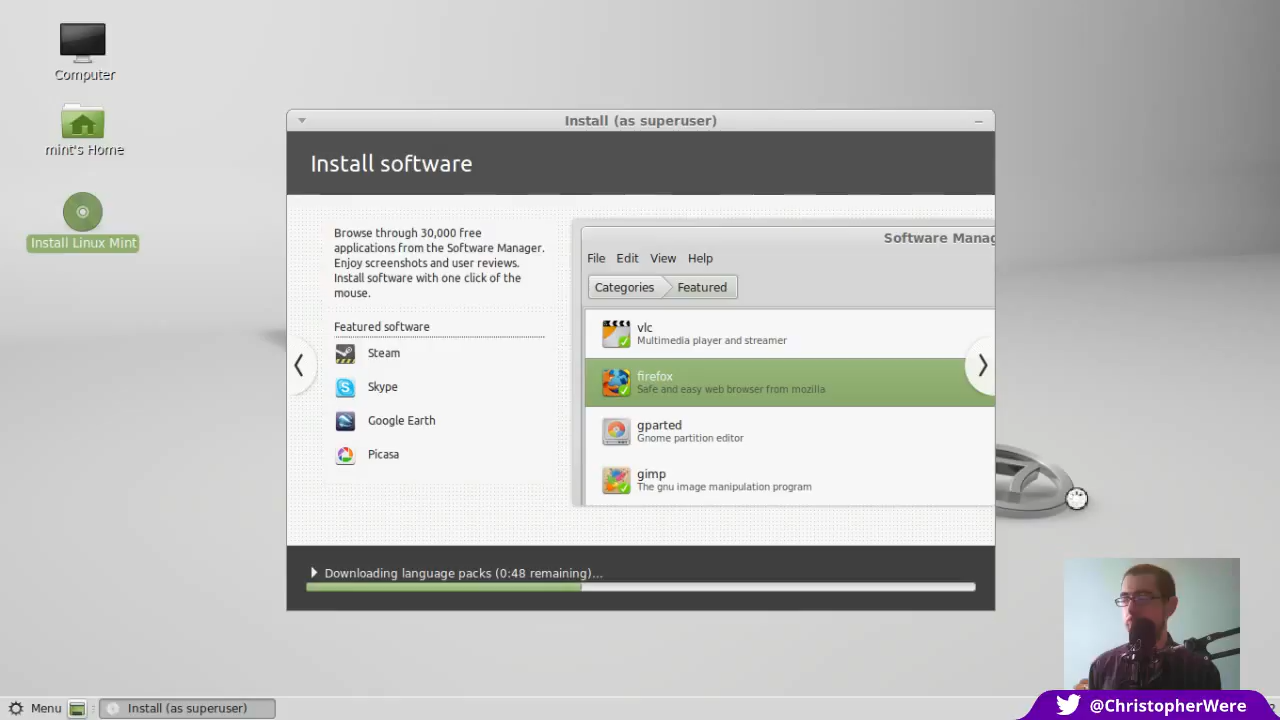 Computer
mint's Home
Install Linux Mint
Install (as superuser)
Install software
Browse through 30,000 free
applications from the Software Manager.
Enjoy screenshots and user reviews.
Install software with one click of the
mouse.
Featured software
Steam
Skype
Google Earth
Picasa
Software Manag
File Edit View Help
Categories Featured
vlc
Multimedia player and streamer
firefox
Safe and easy web browser from mozilla
gparted
Gnome partition editor
gimp
The gnu image manipulation program
Downloading language packs (0:48 remaining)...
Menu
Install (as superuser)
@ChristopherWere